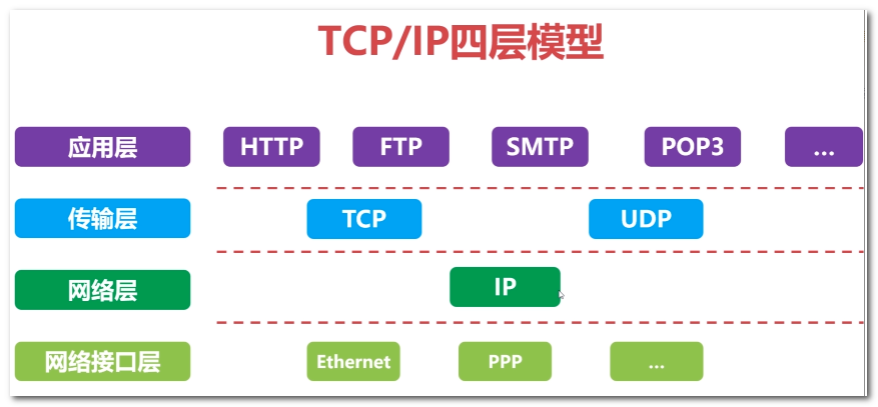 TCP/IP四层模型
应用层 HTTP FTP SMTP POP3 ...
传输层 TCP UDP
网络层 IP
网络接口层 Ethernet PPP ...